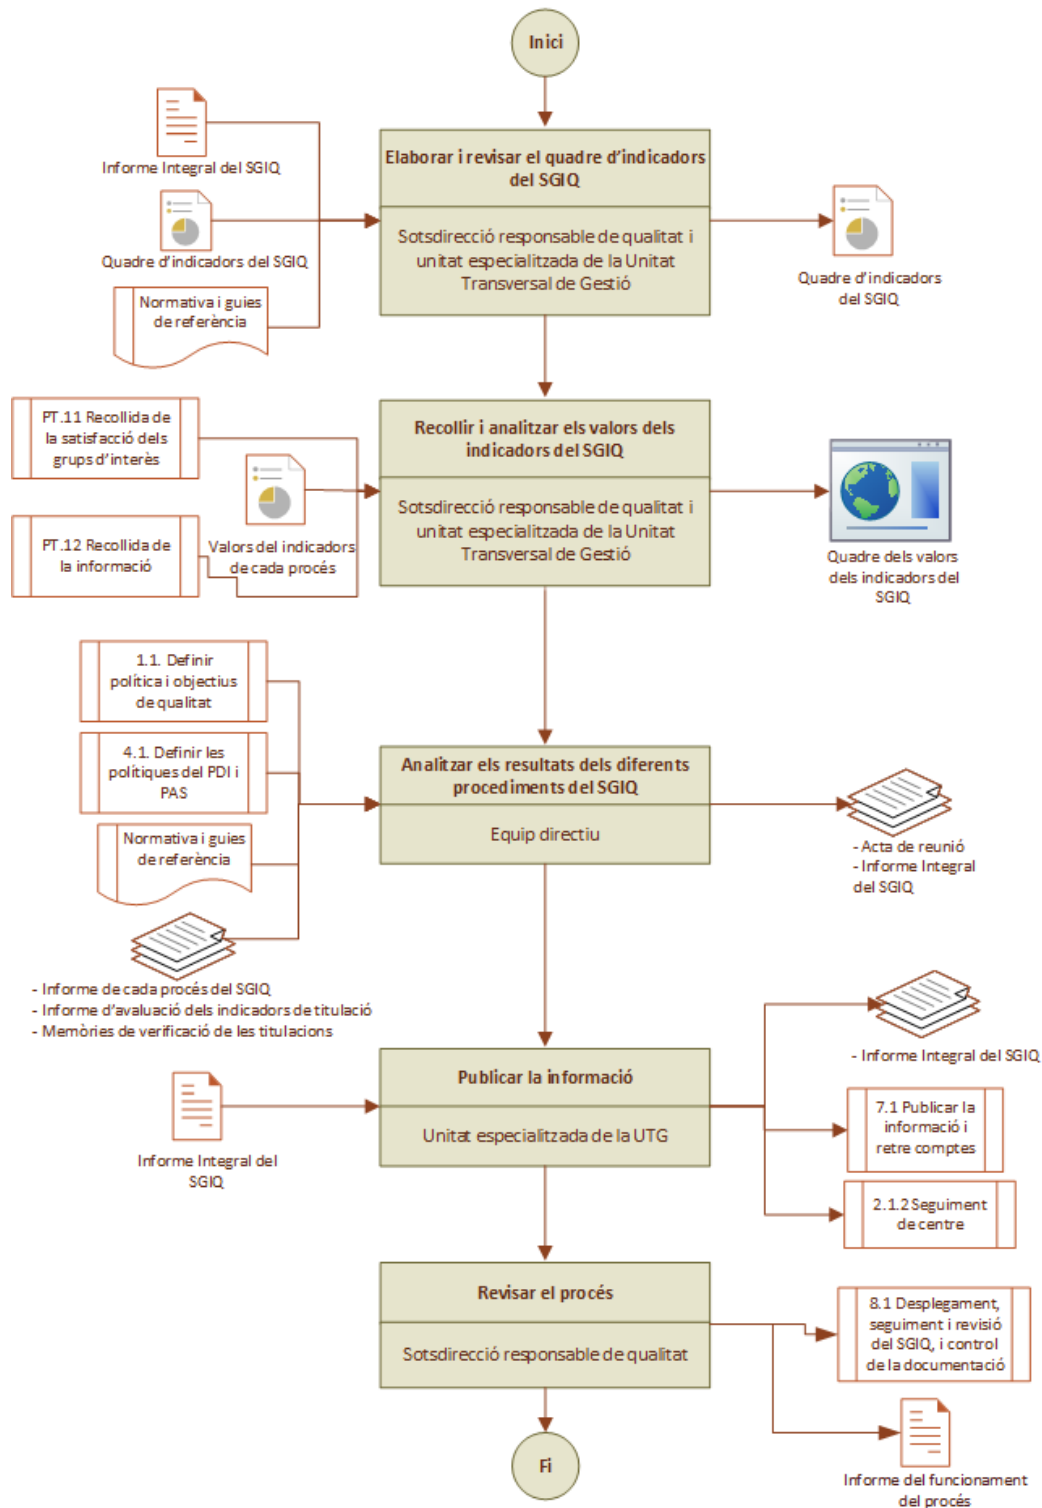 Inici
Informe Integral del SGIQ
Quadre d'indicadors del SGIQ
Normativa i guies
de referència
Elaborar i revisar el quadre d'indicadors
del SGIQ
Sotsdirecció responsable de qualitat i
unitat especialitzada de la Unitat
Transversal de Gestió
Quadre d'indicadors
del SGIQ
PT.11 Recollida de
la satisfacció dels
grups d'interès
PT.12 Recollida de
la informació
Valors del indicadors
de cada procés
Recollir i analitzar els valors dels
indicadors del SGIQ
Sotsdirecció responsable de qualitat i
unitat especialitzada de la Unitat
Transversal de Gestió
Quadre dels valors
dels indicadors del
SGIQ
1.1. Definir
política i objectius
de qualitat
4.1. Definir les
polítiques del PDI i
PAS
Normativa i guies
de referència
- Informe de cada procés del SGIQ
- Informe d'avaluació dels indicadors de titulació
- Memòries de verificació de les titulacions
Analitzar els resultats dels diferents
procediments del SGIQ
Equip directiu
- Acta de reunió
- Informe Integral
del SGIQ
Informe Integral del
SGIQ
Publicar la informació
Unitat especialitzada de la UTG
- Informe Integral del SGIQ
7.1 Publicar la
informació i
retre comptes
2.1.2 Seguiment
de centre
Revisar el procés
Sotsdirecció responsable de qualitat
8.1 Desplegament,
seguiment i revisió
del SGIQ, i control
de la documentació
Informe del funcionament
del procés
Fi